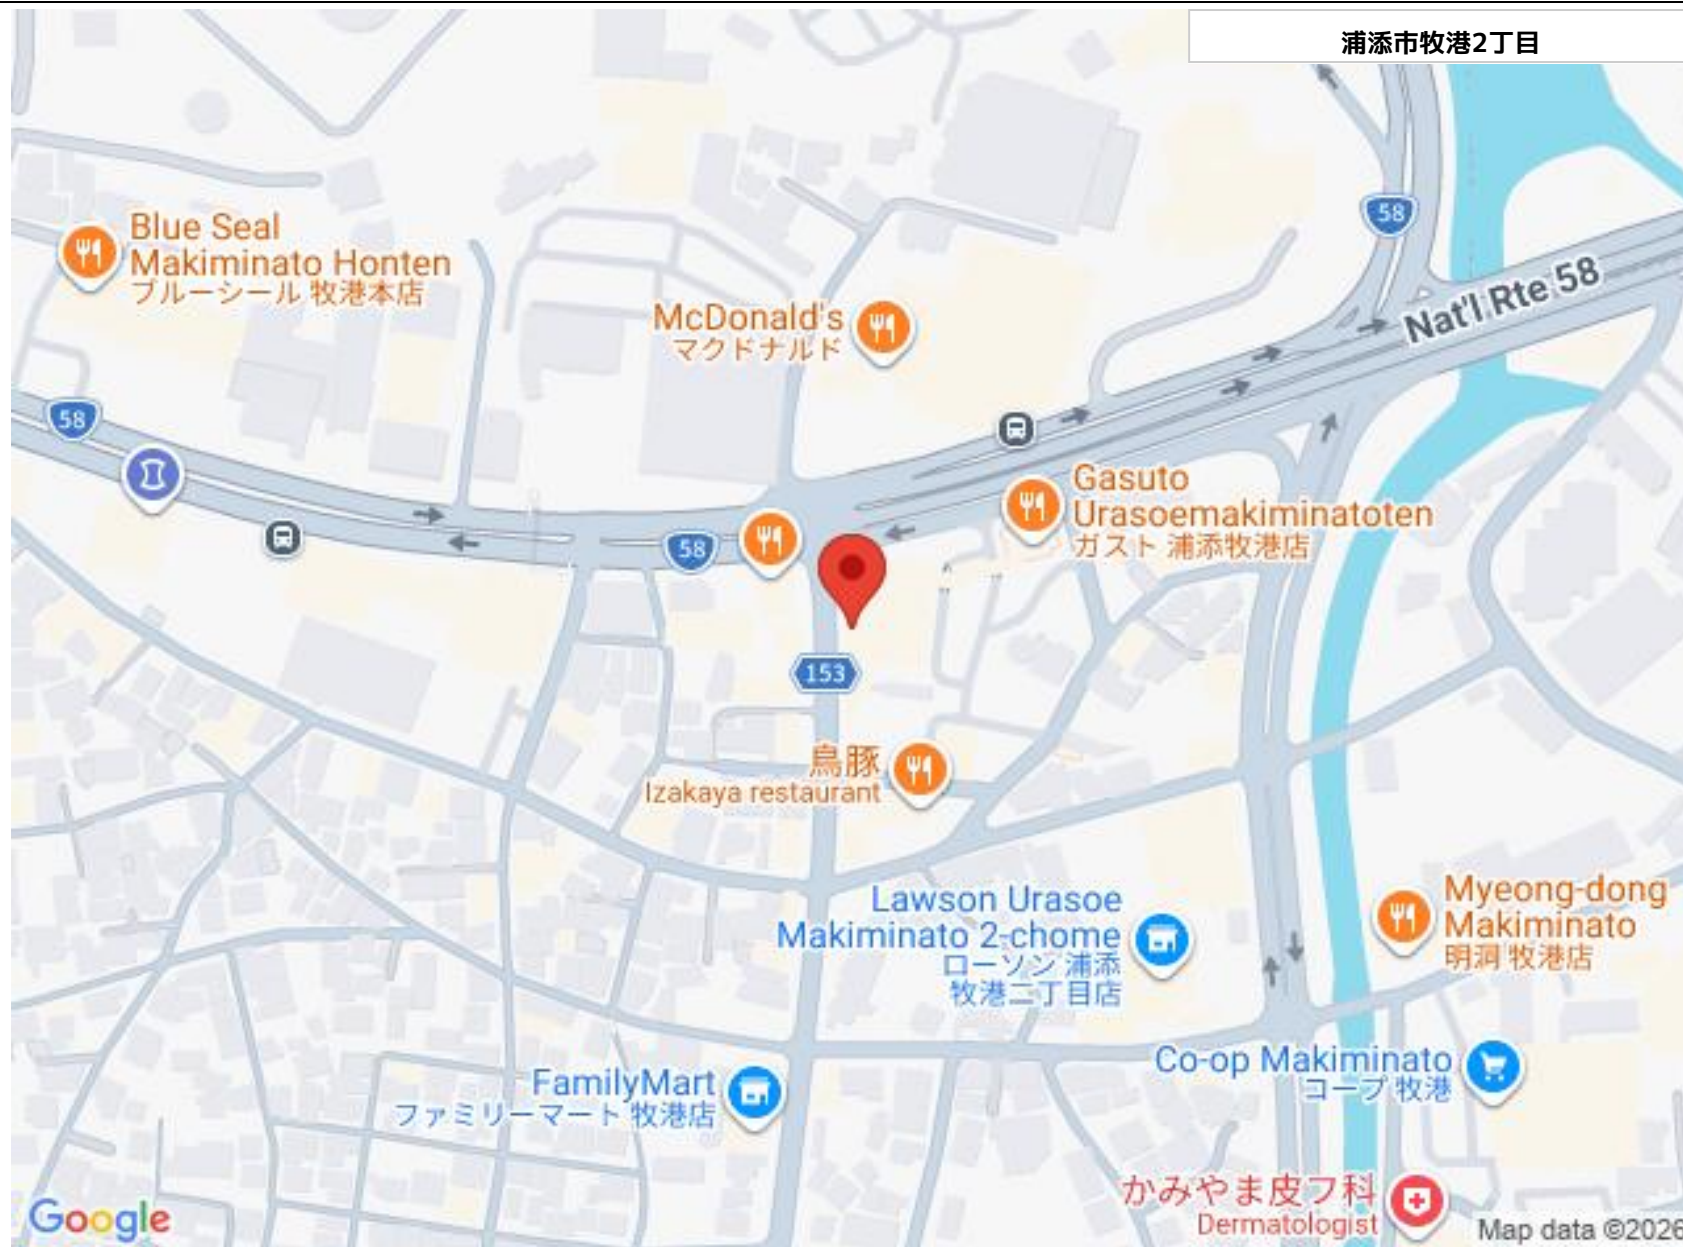 浦添市牧港2丁目
58
Nat'l Rte 58
Blue Seal
Makiminato Honten
ブルーシール 牧港本店
McDonald's
マクドナルド
58
Gasuto
Urasoemakiminatoten
ガスト 浦添牧港店
58
153
鳥豚
Izakaya restaurant
Lawson Urasoe
Makiminato 2-chome
ローソン 浦添
牧港二丁目店
Myeong-dong
Makiminato
明洞 牧港店
Co-op Makiminato
コープ 牧港
FamilyMart
ファミリーマート 牧港店
かみやま皮フ科
Dermatologist
Google
Map data ©2026